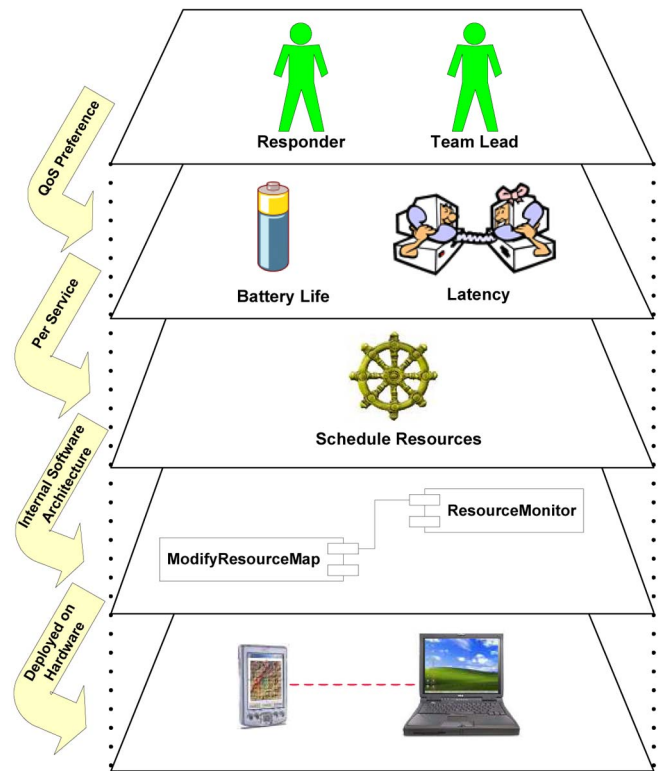 Responder
Team Lead
QoS Preference
Battery Life
Latency
Per Service
Schedule Resources
Internal Software
Architecture
ResourceMonitor
ModifyResourceMap
Deployed on
Hardware